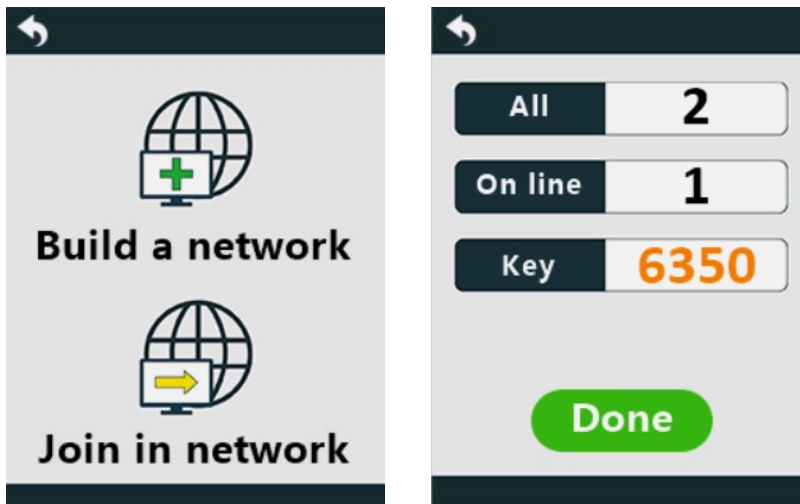 Build a network
Join in network
All 2
On line 1
Key 6350
Done